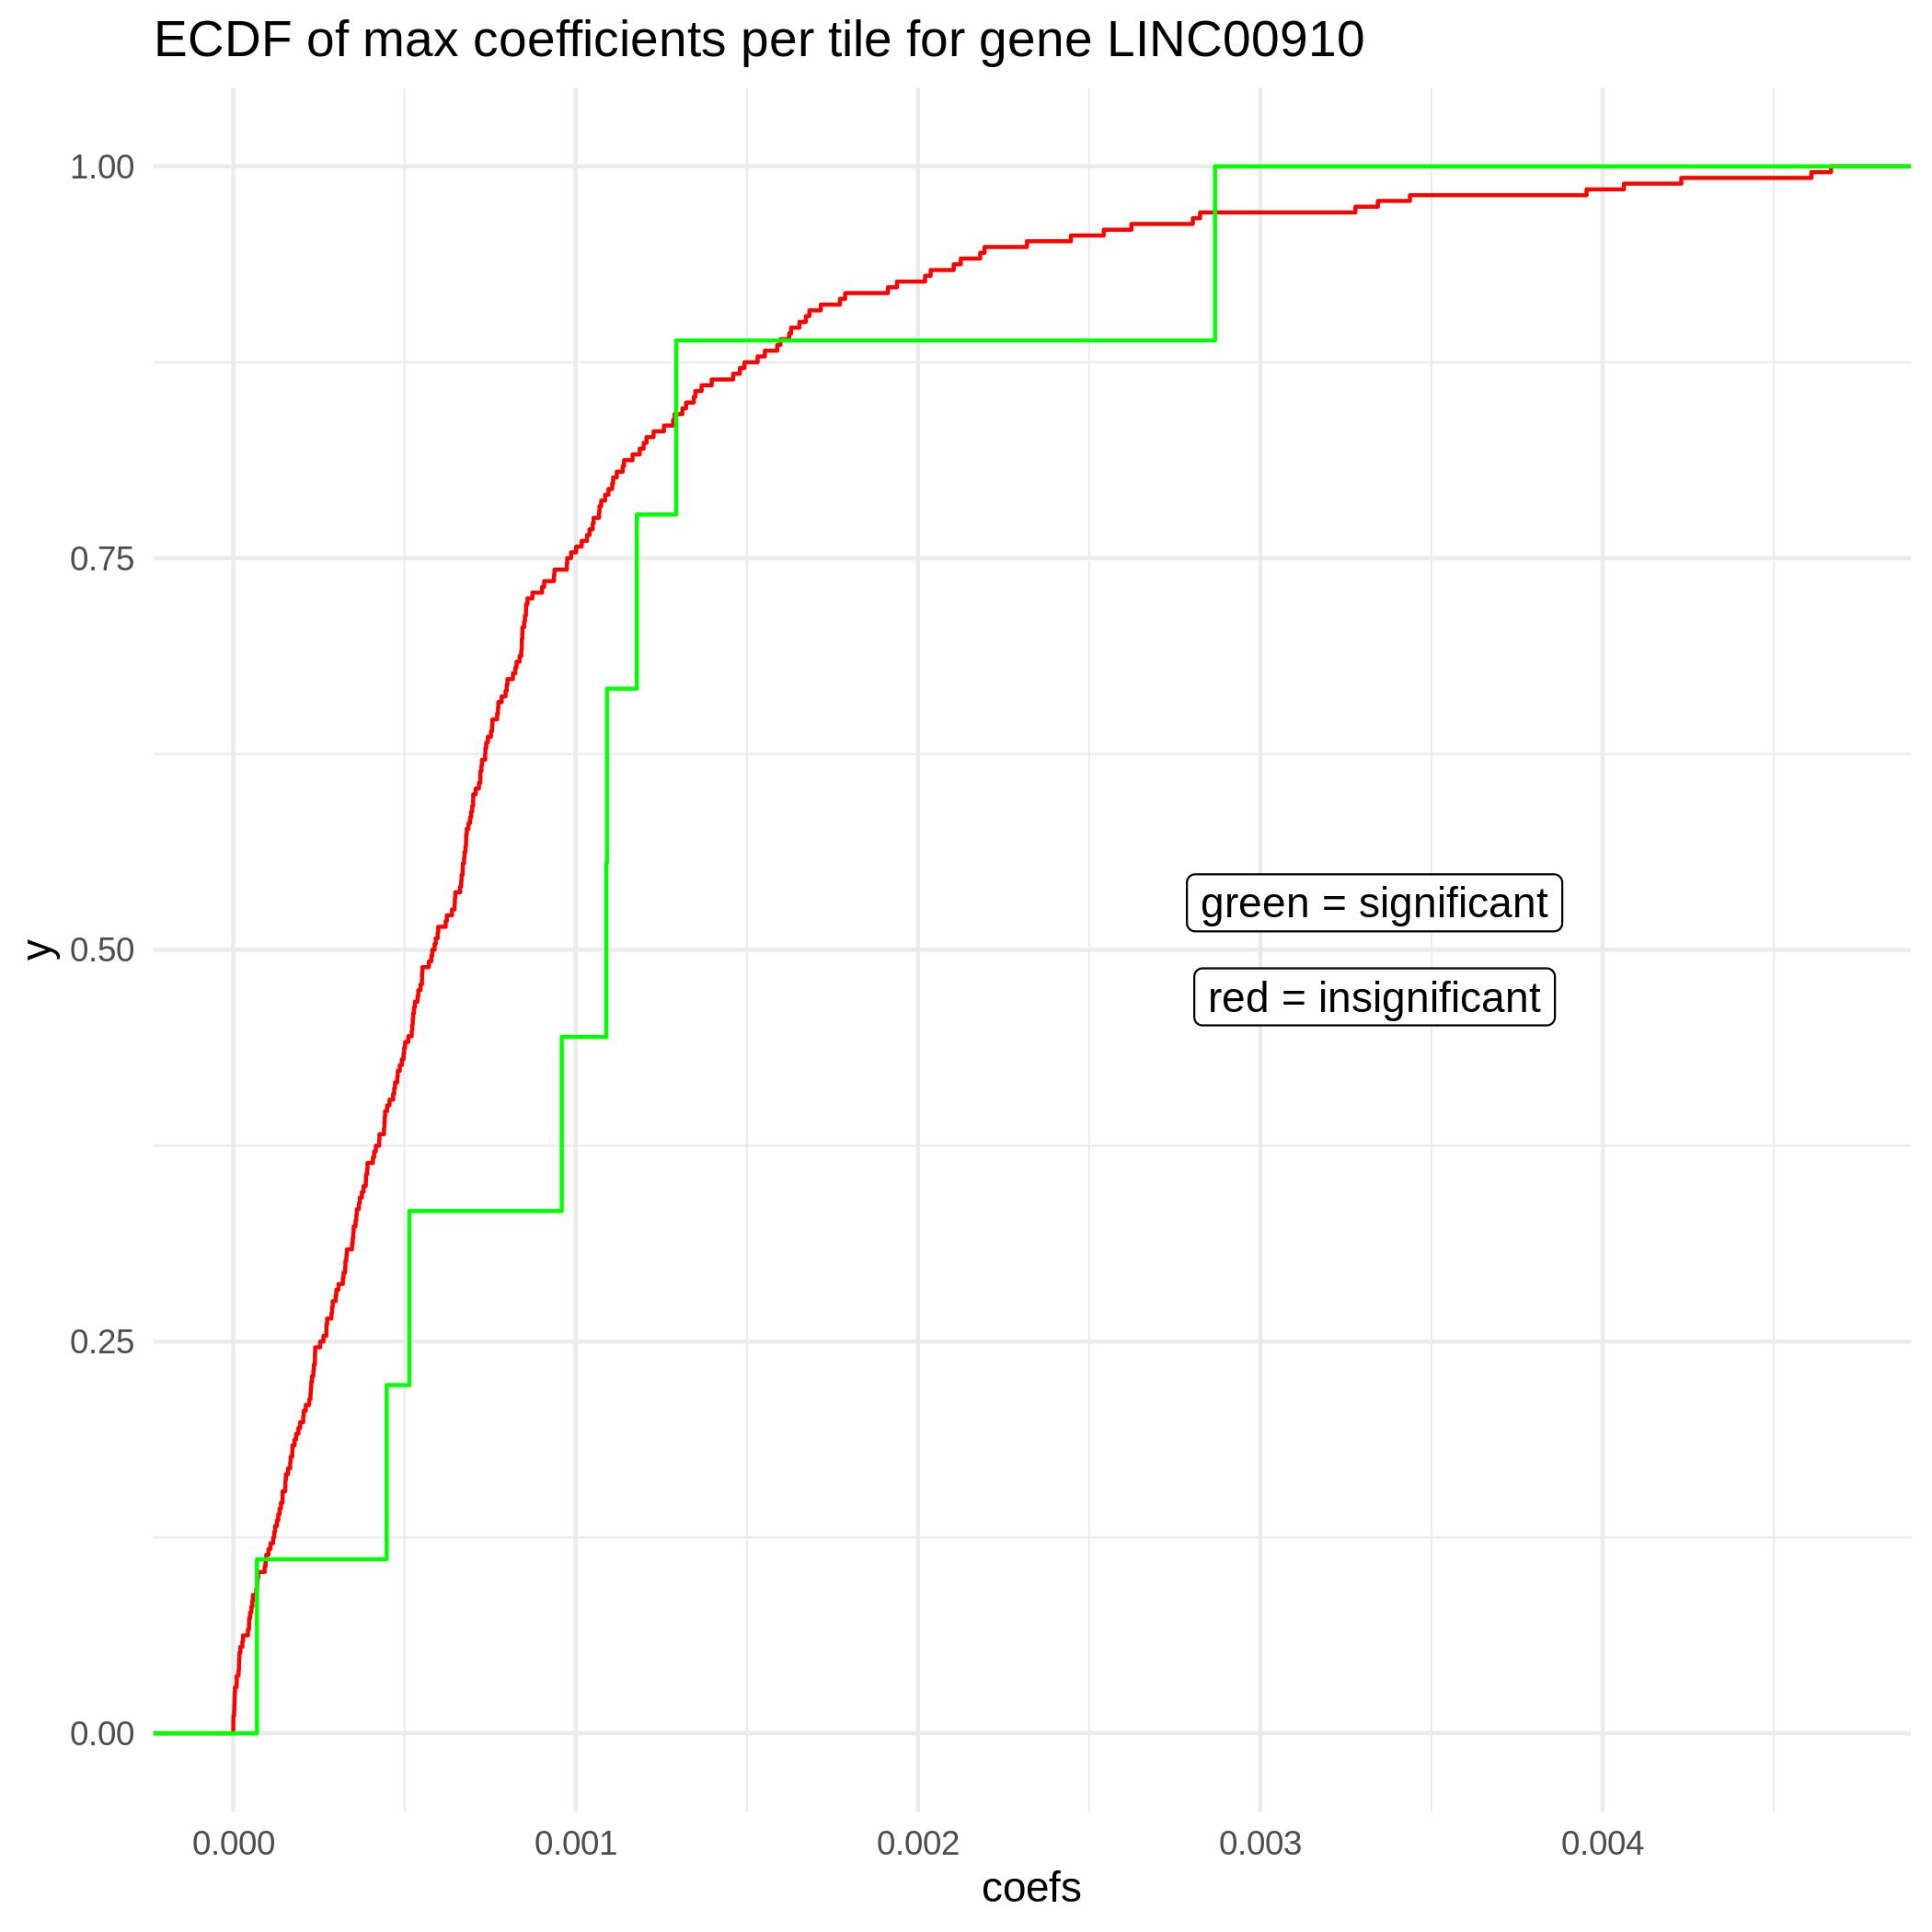 ECDF of max coefficients per tile for gene LINC00910
1.00
0.75
0.50
0.25
0.00
y
green = significant
red = insignificant
0.000 0.001 0.002 0.003 0.004
coefs